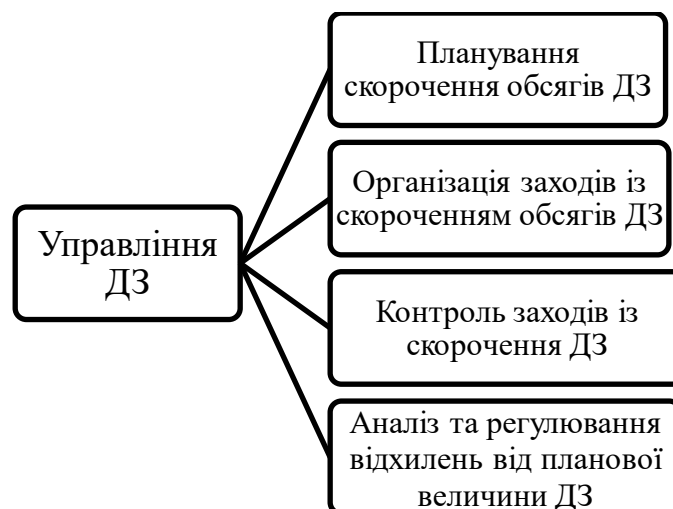 Планування
скорочення обсягів ДЗ
Організація заходів із
скороченням обсягів ДЗ
Управління
ДЗ
Контроль заходів із
скорочення ДЗ
Аналіз та регулювання
відхилень від планової
величини ДЗ